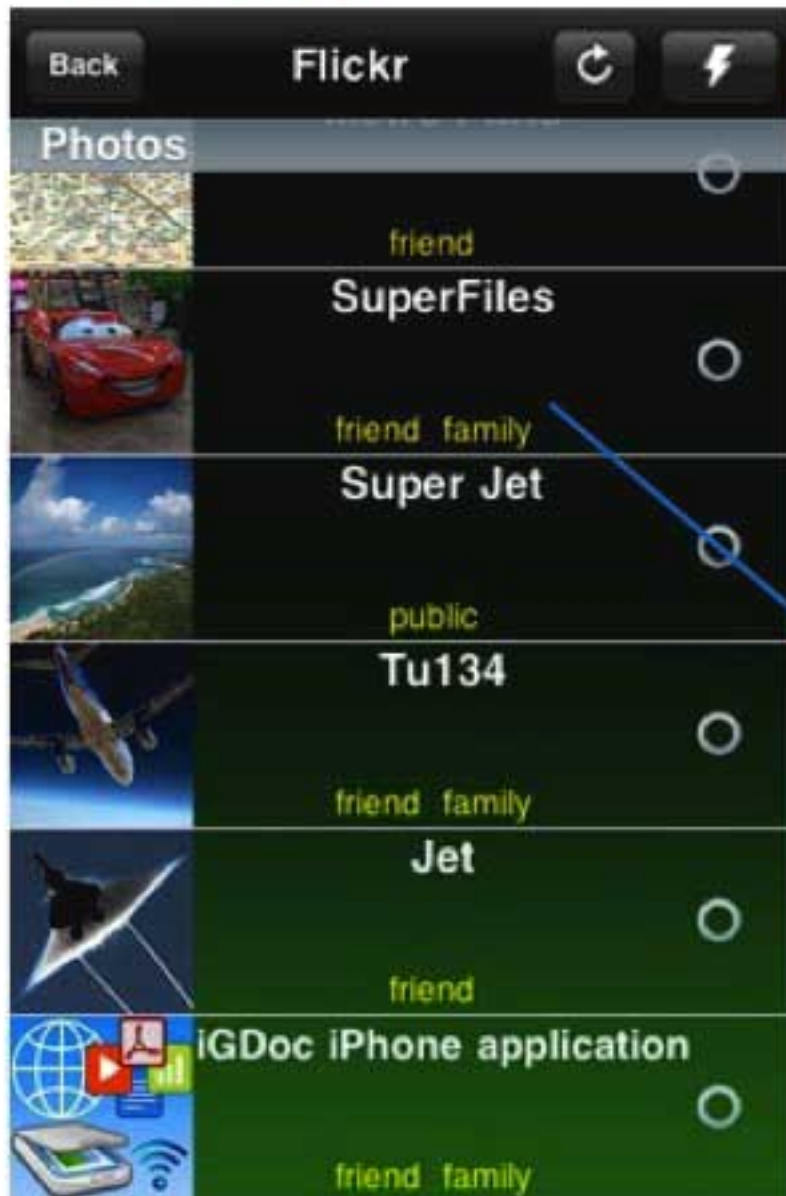 Back Flickr
Photos
friend
SuperFiles
friend family
Super Jet
public
Tu134
friend family
Jet
friend
iGDoc iPhone application
friend family